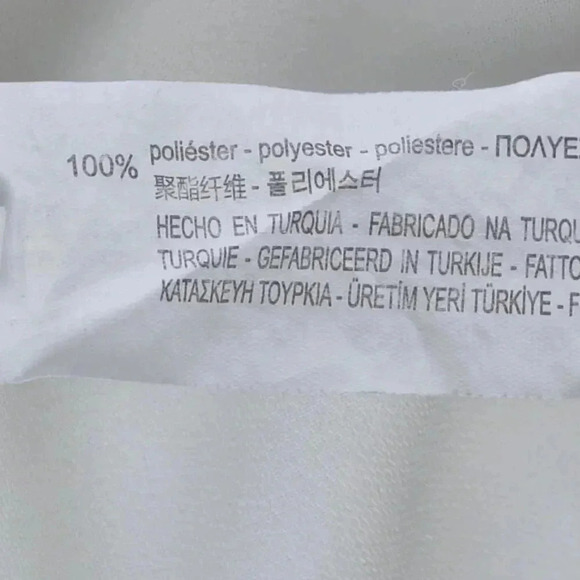 100% poliéster - polyester - poliestere - ΠΟΛΥΕ
聚酯纤维 - 폴리에스터
HECHO EN TURQUIA - FABRICADO NA TURQU
TURQUIE - GEFABRICEERD IN TURKIJE - FATTO
ΚΑΤΑΣΚΕΥΗ ΤΟΥΡΚΙΑ - ÜRETİM YERİ TÜRKİYE - F